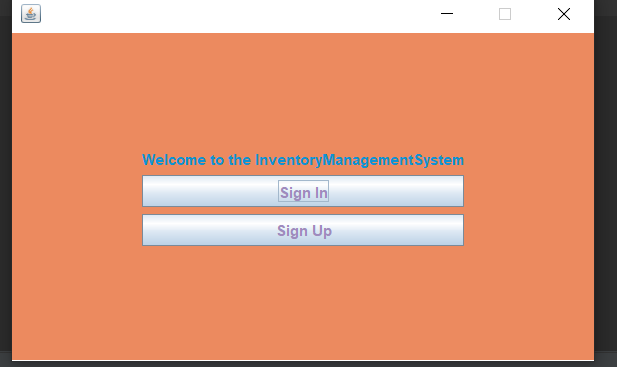 Welcome to the InventoryManagementSystem
Sign In
Sign Up